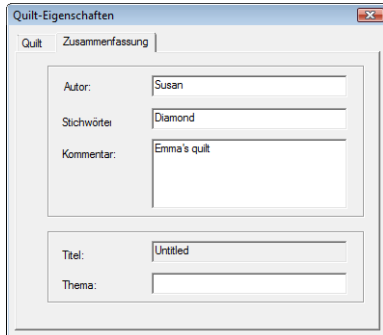 Quilt-Eigenschaften
Quilt Zusammenfassung
Autor: Susan
Stichwörter Diamond
Kommentar: Emma's quilt
Titel: Untitled
Thema: